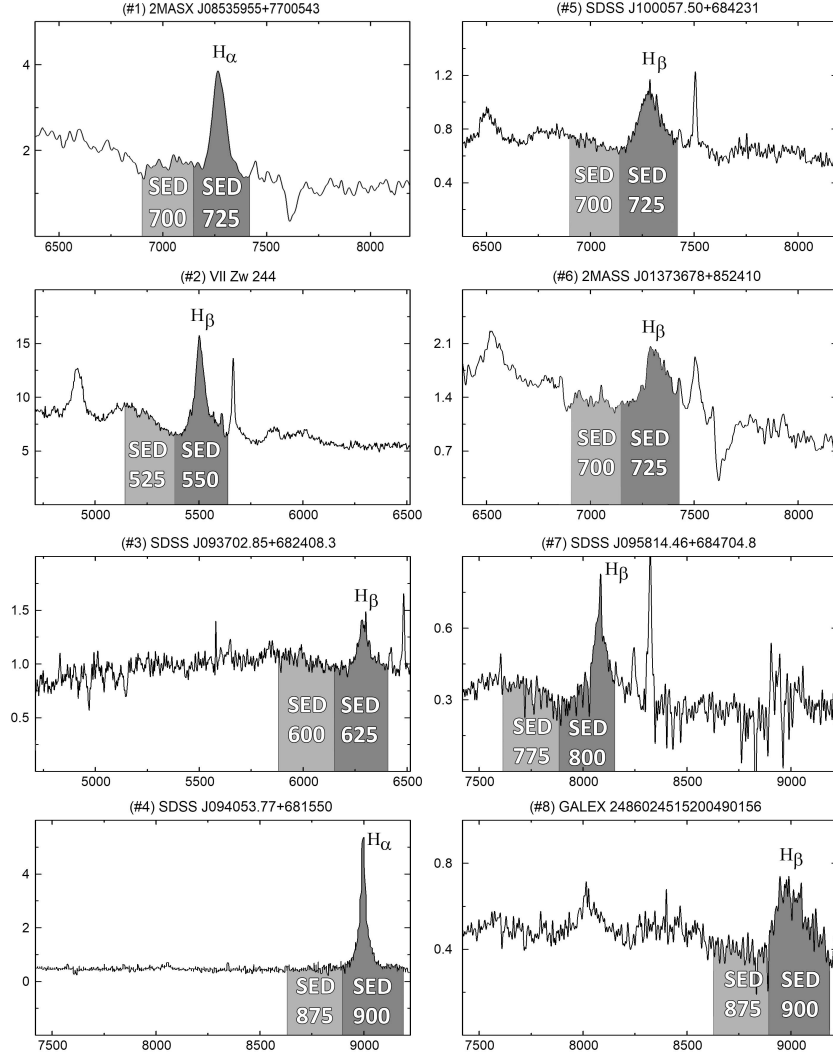 (#1) 2MASX J08535955+7700543
4
2
Hα
SED 700
SED 725
6500 7000 7500 8000
(#5) SDSS J100057.50+684231
1.2
0.8
0.4
Hβ
SED 700
SED 725
6500 7000 7500 8000
(#2) VII Zw 244
15
10
5
Hβ
SED 525
SED 550
5000 5500 6000 6500
(#6) 2MASS J01373678+852410
2.1
1.4
0.7
Hβ
SED 700
SED 725
6500 7000 7500 8000
(#3) SDSS J093702.85+682408.3
1.5
1.0
0.5
Hβ
SED 600
SED 625
5000 5500 6000 6500
(#7) SDSS J095814.46+684704.8
0.6
0.3
Hβ
SED 775
SED 800
7500 8000 8500 9000
(#4) SDSS J094053.77+681550
4
2
0
Hα
SED 875
SED 900
7500 8000 8500 9000
(#8) GALEX 2486024515200490156
0.8
0.4
Hβ
SED 875
SED 900
7500 8000 8500 9000